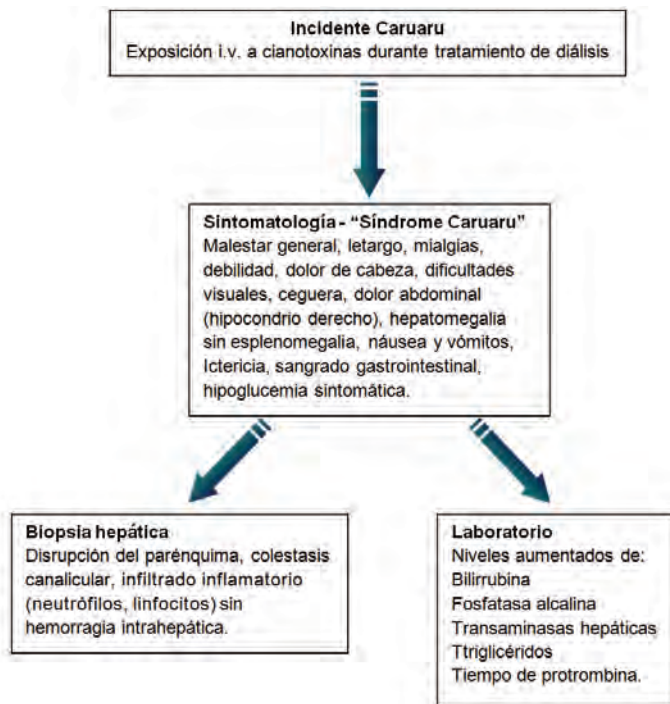 Incidente Caruaru
Exposición i.v. a cianotoxinas durante tratamiento de diálisis
Sintomatología - “Síndrome Caruaru”
Malestar general, letargo, mialgias,
debilidad, dolor de cabeza, dificultades
visuales, ceguera, dolor abdominal
(hipocondrio derecho), hepatomegalia
sin esplenomegalia, náusea y vómitos,
Ictericia, sangrado gastrointestinal,
hipoglucemia sintomática.
Biopsia hepática
Disrupción del parénquima, colestasis
canalicular, infiltrado inflamatorio
(neutrófilos, linfocitos) sin
hemorragia intrahepática.
Laboratorio
Niveles aumentados de:
Bilirrubina
Fosfatasa alcalina
Transaminasas hepáticas
Ttriglicéridos
Tiempo de protrombina.